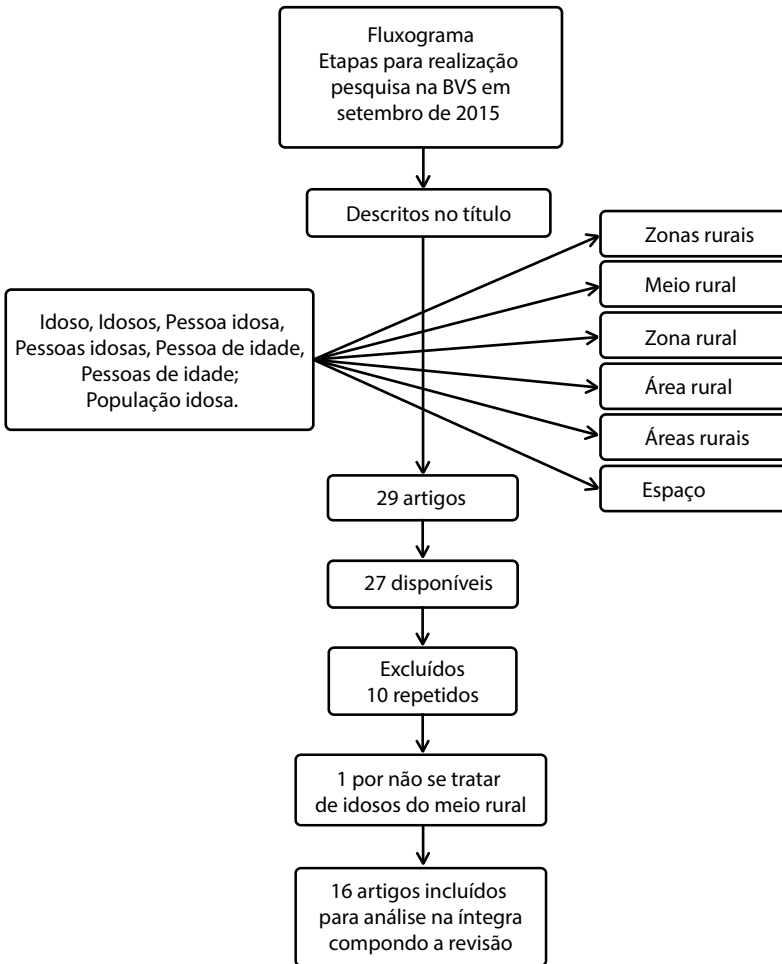 Fluxograma
Etapas para realização
pesquisa na BVS em
setembro de 2015
Descritos no título
Idoso, Idosos, Pessoa idosa,
Pessoas idosas, Pessoa de idade,
Pessoas de idade;
População idosa.
Zonas rurais
Meio rural
Zona rural
Área rural
Áreas rurais
Espaço
29 artigos
27 disponíveis
Excluídos
10 repetidos
1 por não se tratar
de idosos do meio rural
16 artigos incluídos
para análise na íntegra
compondo a revisão